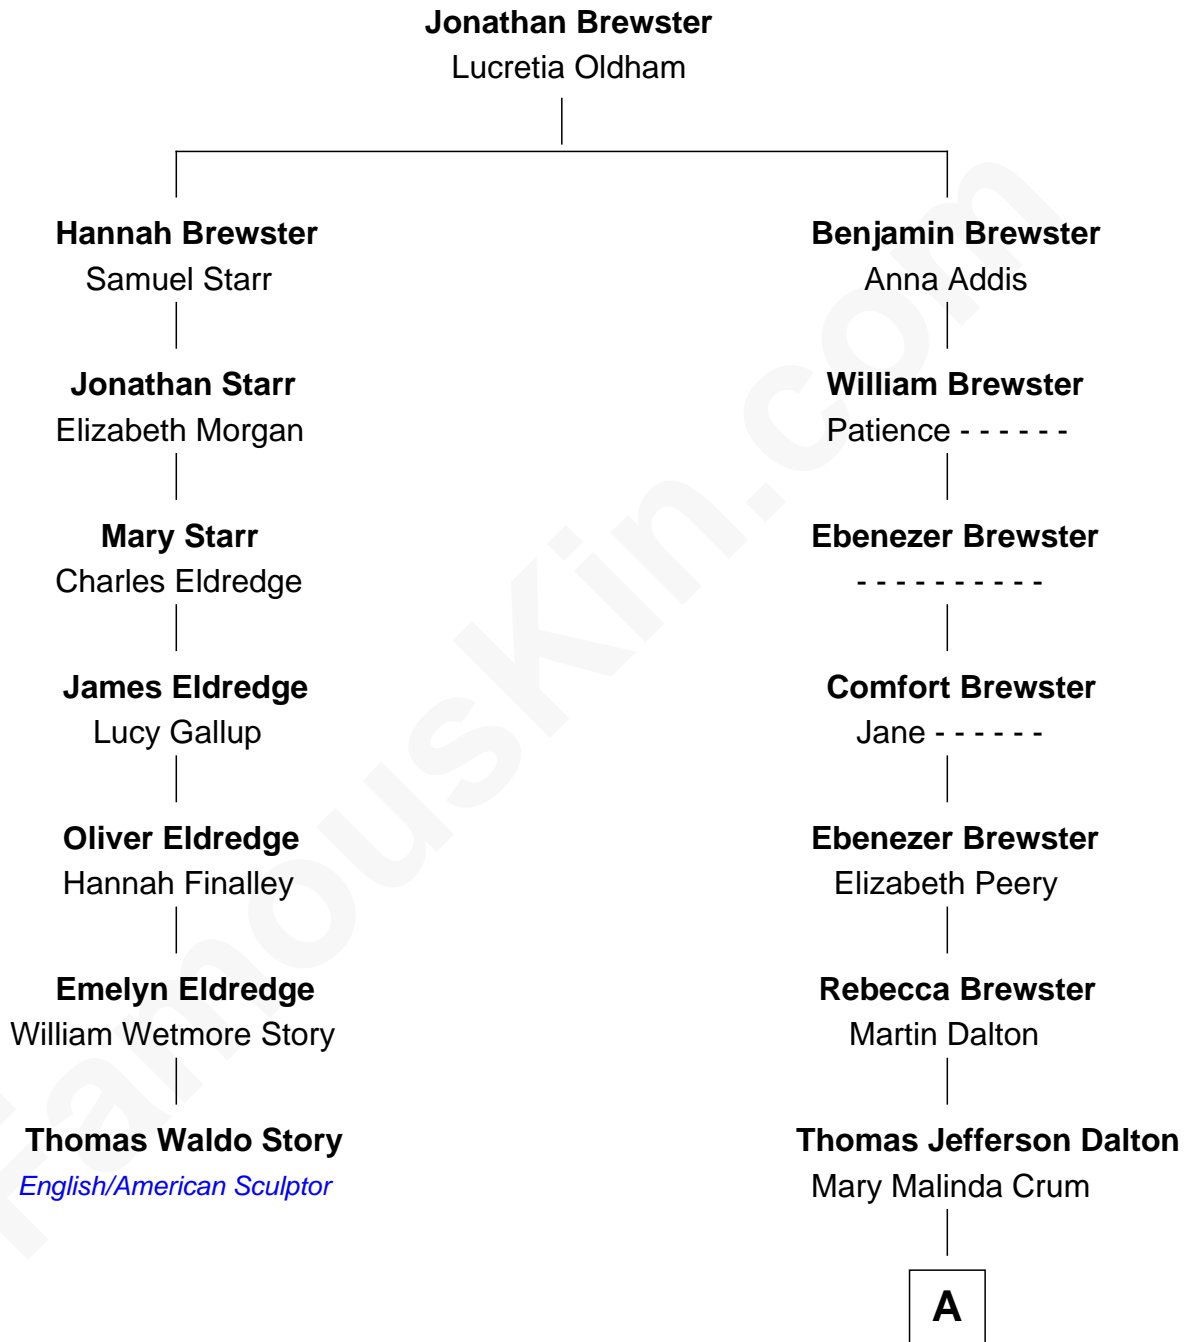 Jonathan Brewster
Lucretia Oldham
Hannah Brewster
Samuel Starr
Jonathan Starr
Elizabeth Morgan
Mary Starr
Charles Eldredge
James Eldredge
Lucy Gallup
Oliver Eldredge
Hannah Finalley
Emelyn Eldredge
William Wetmore Story
Thomas Waldo Story
English/American Sculptor
Benjamin Brewster
Anna Addis
William Brewster
Patience - - - - - -
Ebenezer Brewster
- - - - - - - - - -
Comfort Brewster
Jane - - - - - -
Ebenezer Brewster
Elizabeth Peery
Rebecca Brewster
Martin Dalton
Thomas Jefferson Dalton
Mary Malinda Crum
A
FamousKin.com